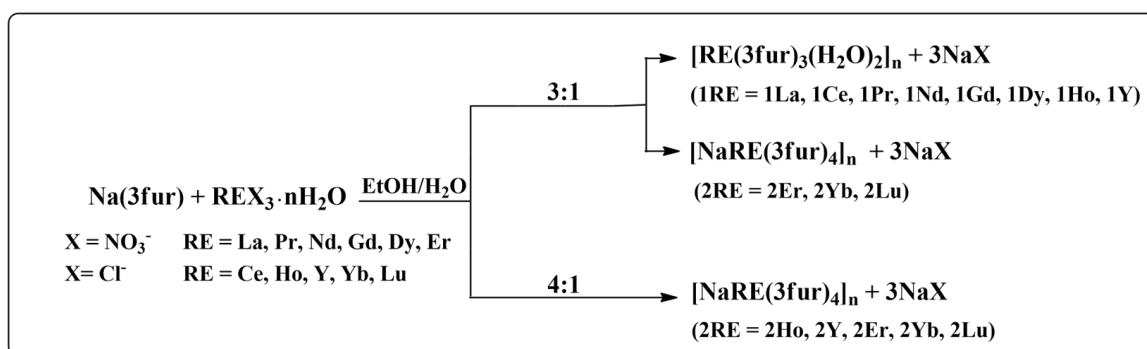 [RE(3fur)₃(H₂O)₂]ₙ + 3NaX
3:1
(1RE = 1La, 1Ce, 1Pr, 1Nd, 1Gd, 1Dy, 1Ho, 1Y)
[NaRE(3fur)₄]ₙ + 3NaX
(2RE = 2Er, 2Yb, 2Lu)
Na(3fur) + REX₃·nH₂O
EtOH/H₂O
X = NO₃⁻ RE = La, Pr, Nd, Gd, Dy, Er
X= Cl⁻ RE = Ce, Ho, Y, Yb, Lu
4:1
[NaRE(3fur)₄]ₙ + 3NaX
(2RE = 2Ho, 2Y, 2Er, 2Yb, 2Lu)